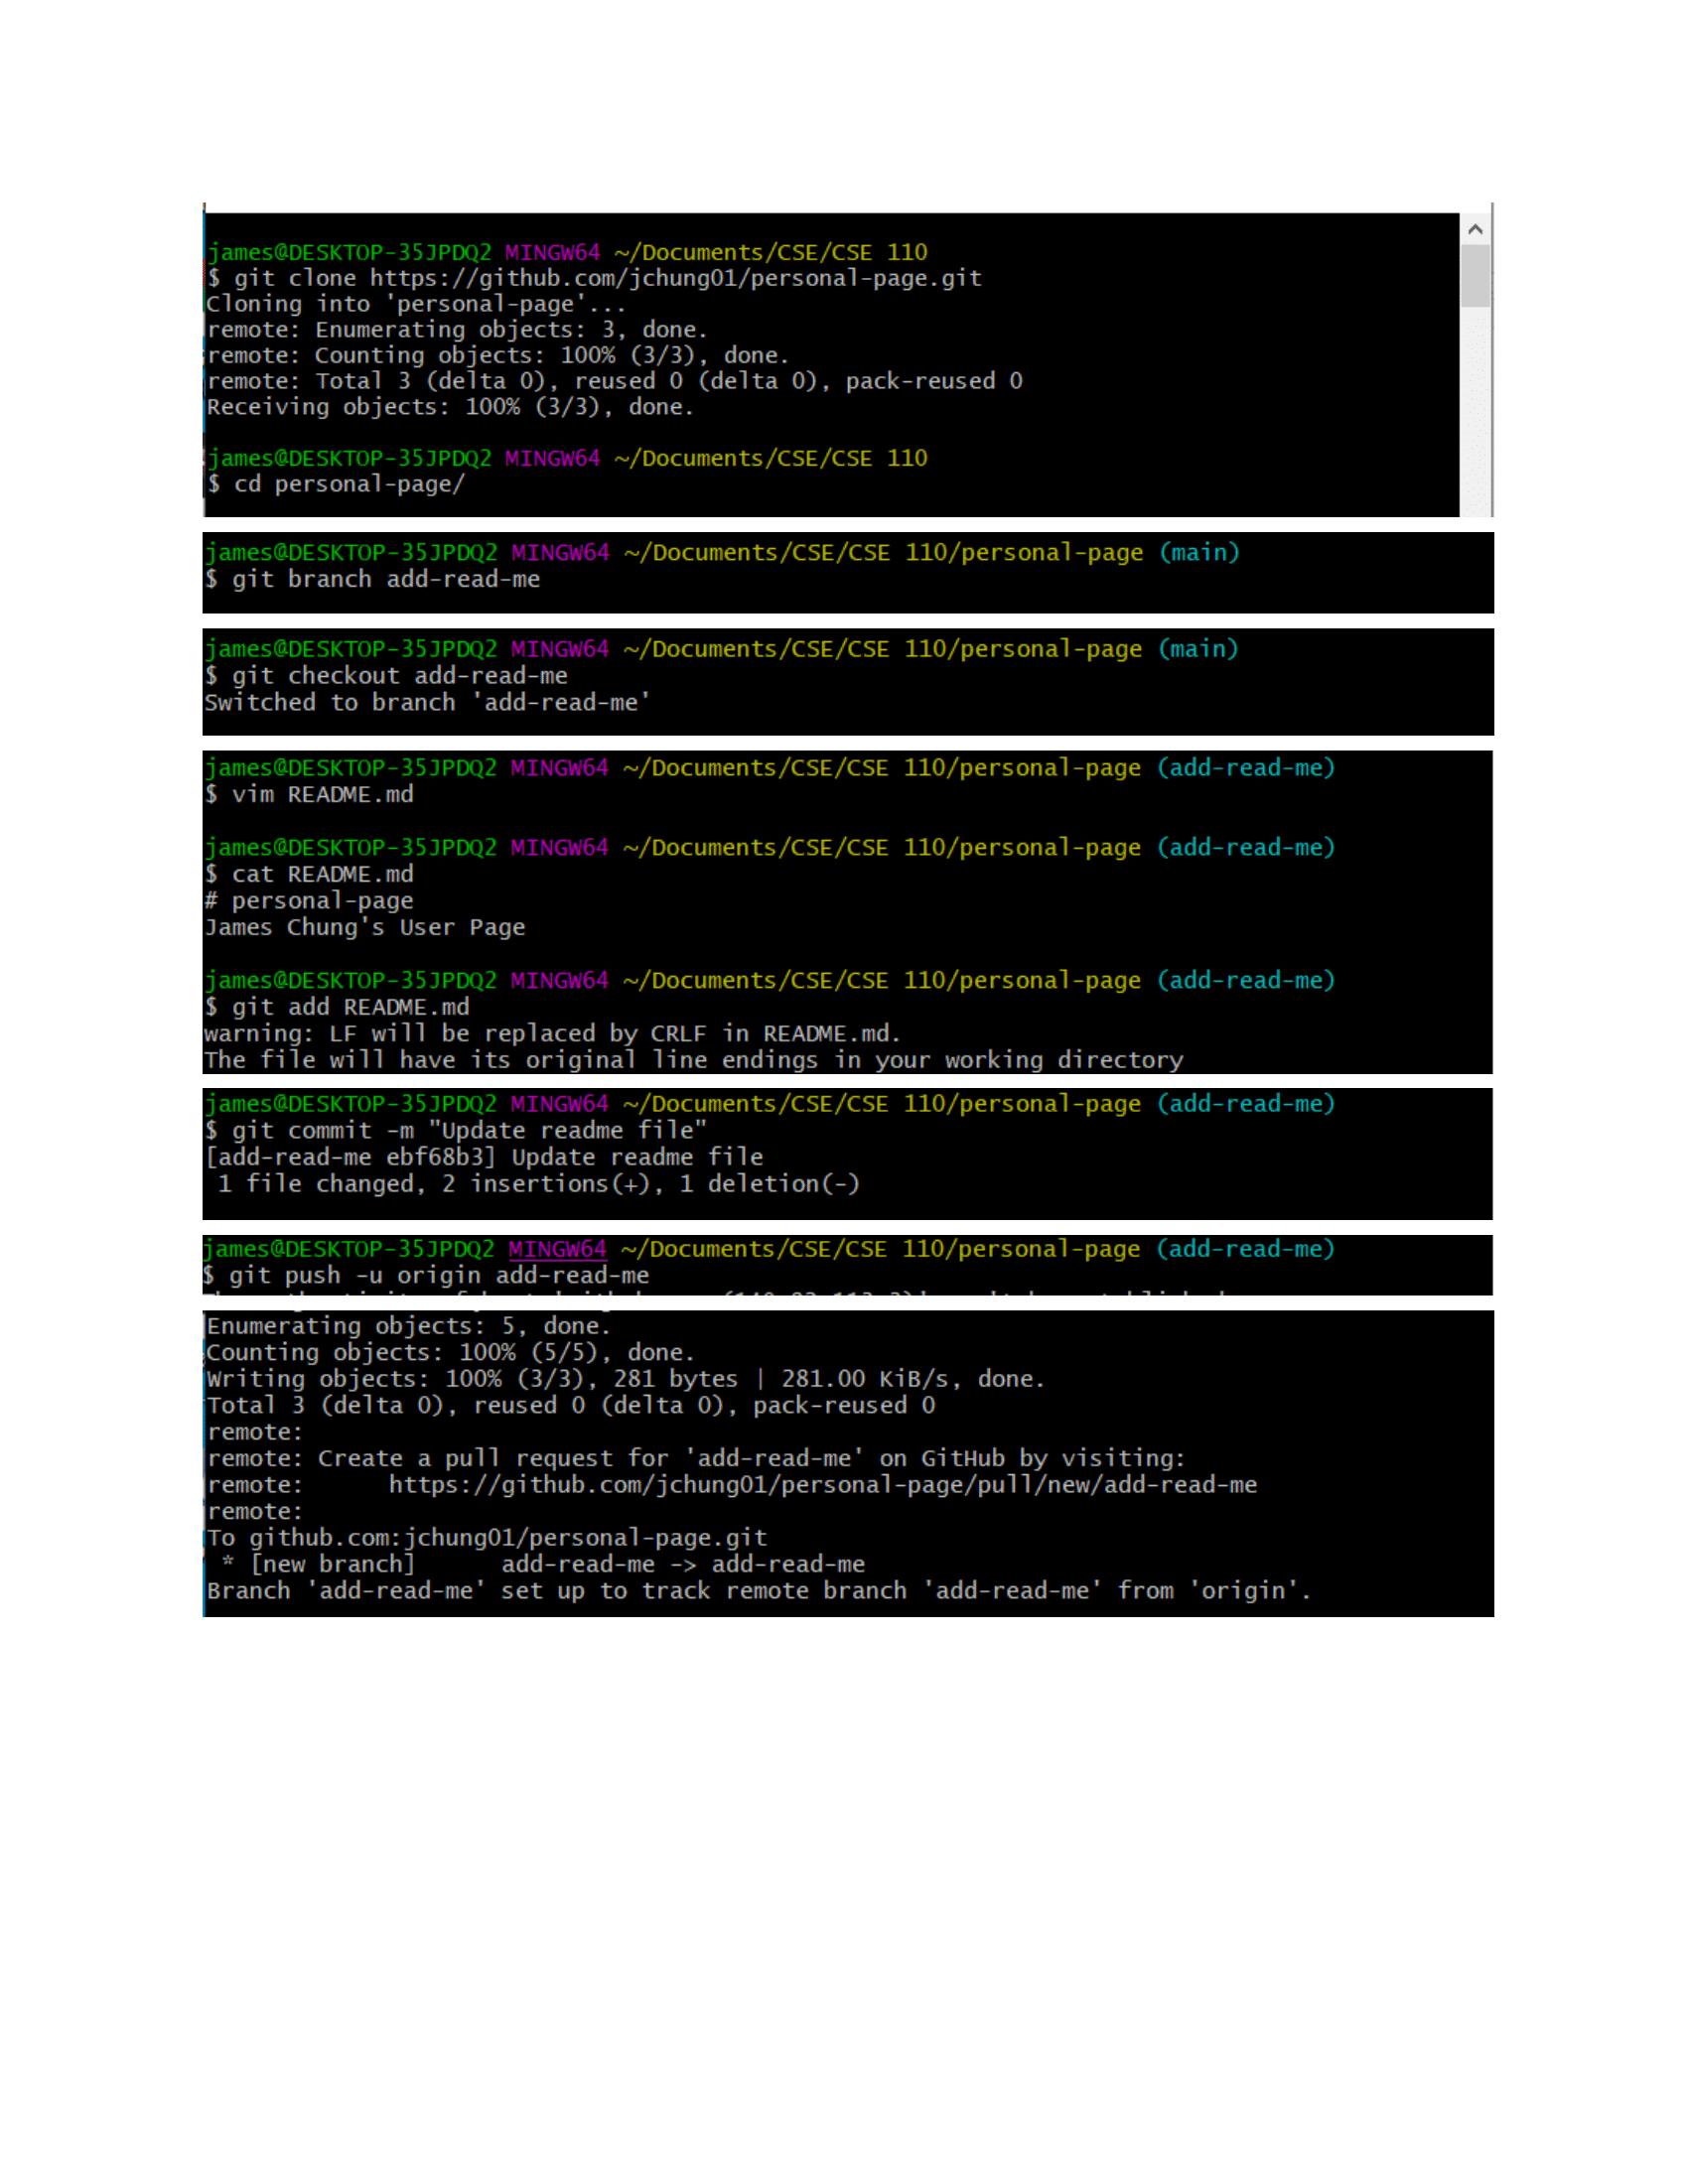 james@DESKTOP-35JPDQ2 MINGW64 ~/Documents/CSE/CSE 110
$ git clone https://github.com/jchung01/personal-page.git
Cloning into 'personal-page'...
remote: Enumerating objects: 3, done.
remote: Counting objects: 100% (3/3), done.
remote: Total 3 (delta 0), reused 0 (delta 0), pack-reused 0
Receiving objects: 100% (3/3), done.
james@DESKTOP-35JPDQ2 MINGW64 ~/Documents/CSE/CSE 110
$ cd personal-page/
james@DESKTOP-35JPDQ2 MINGW64 ~/Documents/CSE/CSE 110/personal-page (main)
$ git branch add-read-me
james@DESKTOP-35JPDQ2 MINGW64 ~/Documents/CSE/CSE 110/personal-page (main)
$ git checkout add-read-me
Switched to branch 'add-read-me'
james@DESKTOP-35JPDQ2 MINGW64 ~/Documents/CSE/CSE 110/personal-page (add-read-me)
$ vim README.md
james@DESKTOP-35JPDQ2 MINGW64 ~/Documents/CSE/CSE 110/personal-page (add-read-me)
$ cat README.md
# personal-page
James Chung's User Page
james@DESKTOP-35JPDQ2 MINGW64 ~/Documents/CSE/CSE 110/personal-page (add-read-me)
$ git add README.md
warning: LF will be replaced by CRLF in README.md.
The file will have its original line endings in your working directory
james@DESKTOP-35JPDQ2 MINGW64 ~/Documents/CSE/CSE 110/personal-page (add-read-me)
$ git commit -m "Update readme file"
[add-read-me ebf68b3] Update readme file
1 file changed, 2 insertions(+), 1 deletion(-)
james@DESKTOP-35JPDQ2 MINGW64 ~/Documents/CSE/CSE 110/personal-page (add-read-me)
$ git push -u origin add-read-me
Enumerating objects: 5, done.
Counting objects: 100% (5/5), done.
Writing objects: 100% (3/3), 281 bytes | 281.00 KiB/s, done.
Total 3 (delta 0), reused 0 (delta 0), pack-reused 0
remote:
remote: Create a pull request for 'add-read-me' on GitHub by visiting:
remote:      https://github.com/jchung01/personal-page/pull/new/add-read-me
remote:
To github.com:jchung01/personal-page.git
 * [new branch]      add-read-me -> add-read-me
Branch 'add-read-me' set up to track remote branch 'add-read-me' from 'origin'.